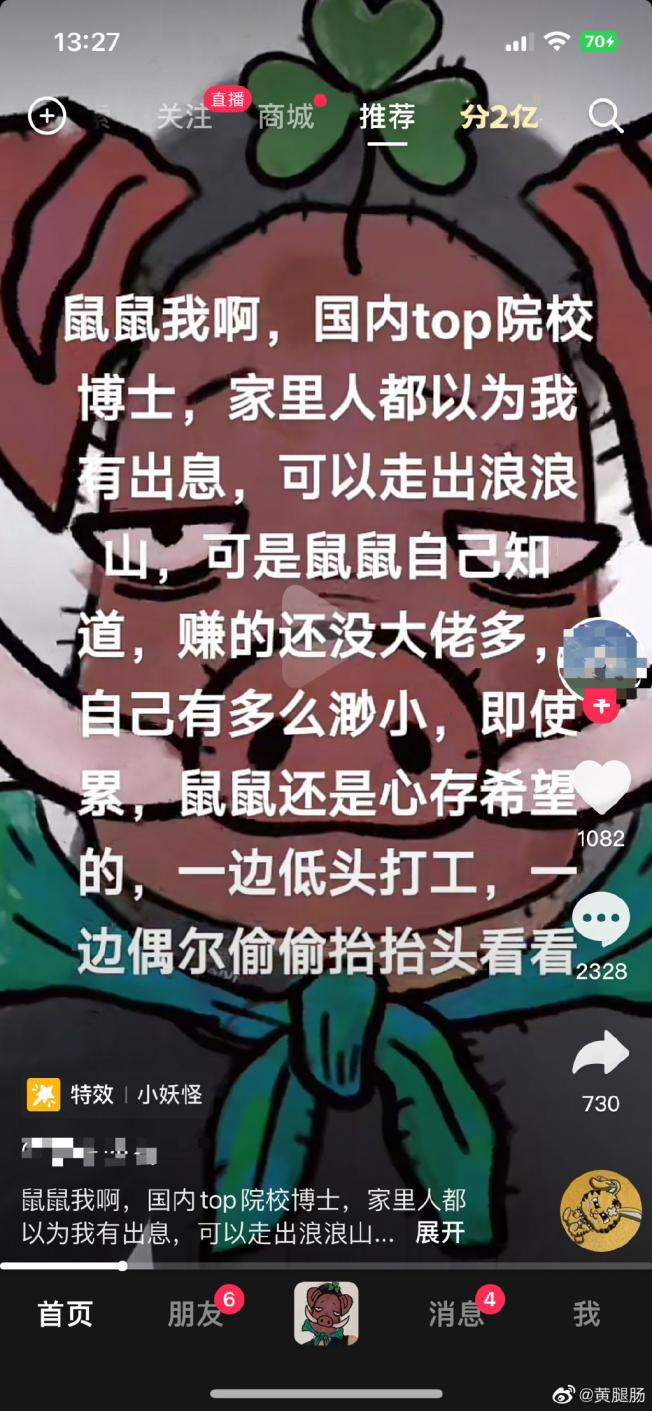 13:27
70
关注
直播
商城
推荐
分2亿
鼠鼠我啊，国内top院校
博士，家里人都以为我
有出息，可以走出浪浪
山，可是鼠鼠自己知
道，赚的还没大佬多，
自己有多么渺小，即使
累，鼠鼠还是心存希望
的，一边低头打工，一
边偶尔偷偷抬抬头看看
1082
2328
730
特效 | 小妖怪
鼠鼠我啊，国内top院校博士，家里人都
以为我有出息，可以走出浪浪山... 展开
首页
朋友
6
消息
4
我
@黄腿肠